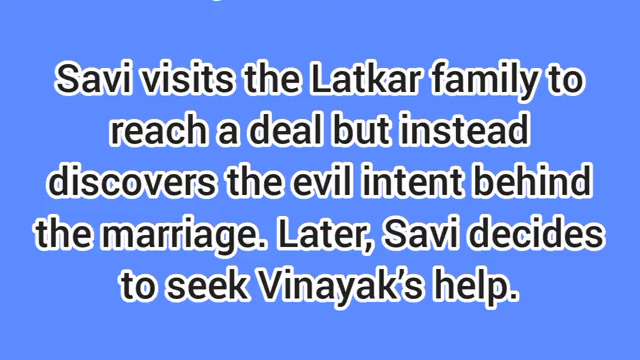 Savi visits the Latkar family to
reach a deal but instead
discovers the evil intent behind
the marriage. Later, Savi decides
to seek Vinayak’s help.